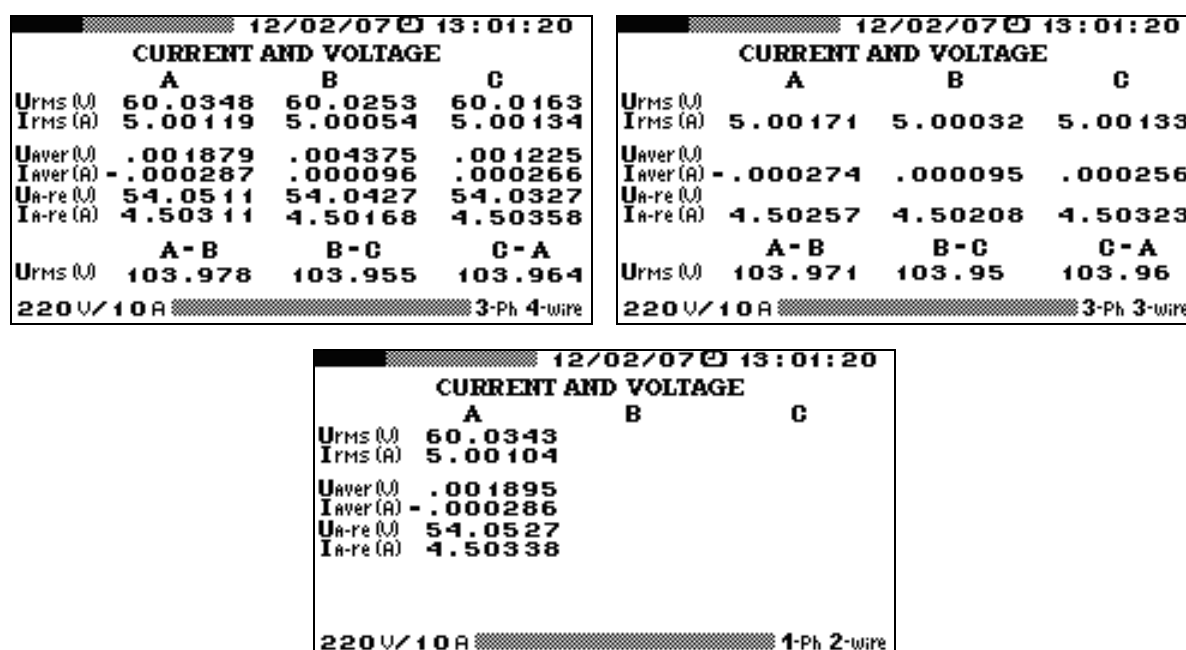 12/02/07 13:01:20
CURRENT AND VOLTAGE
A B C
Urms (V) 60.0348 60.0253 60.0163
Irms (A) 5.00119 5.00054 5.00134
Uaver (V) .001879 .004375 .001225
Iaver (A) -.000287 .000096 .000266
Ua-re (V) 54.0511 54.0427 54.0327
Ia-re (A) 4.50311 4.50168 4.50358
A-B B-C C-A
Urms (V) 103.978 103.955 103.964
220V/10A 3-Ph 4-wire
12/02/07 13:01:20
CURRENT AND VOLTAGE
A B C
Urms (V)
Irms (A) 5.00171 5.00032 5.00133
Uaver (V)
Iaver (A) -.000274 .000095 .000256
Ua-re (V)
Ia-re (A) 4.50257 4.50208 4.50323
A-B B-C C-A
Urms (V) 103.971 103.95 103.96
220V/10A 3-Ph 3-wire
12/02/07 13:01:20
CURRENT AND VOLTAGE
A B C
Urms (V) 60.0343
Irms (A) 5.00104
Uaver (V) .001895
Iaver (A) -.000286
Ua-re (V) 54.0527
Ia-re (A) 4.50338
220V/10A 1-Ph 2-wire